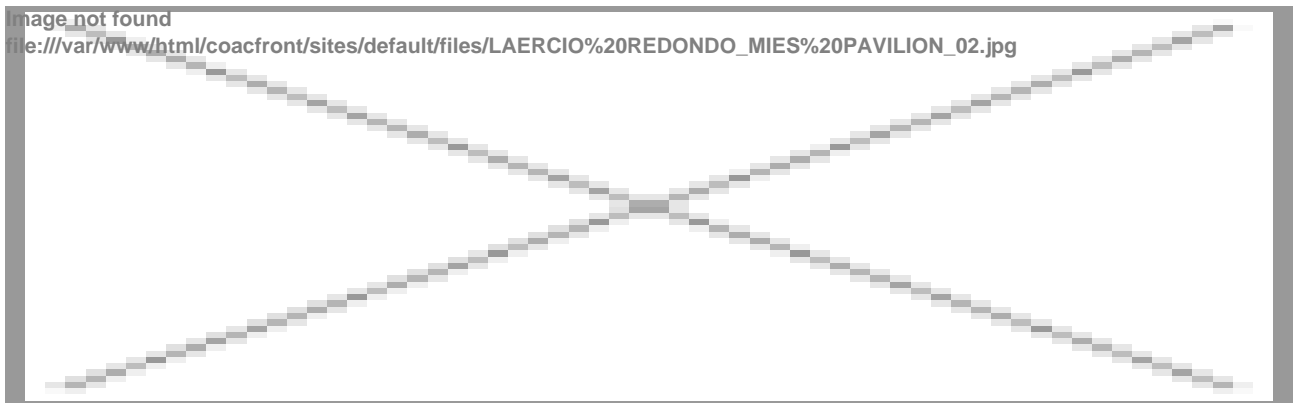 Image not found
file:///var/www/html/coacfront/sites/default/files/LAERCIO%20REDONDO_MIES%20PAVILION_02.jpg